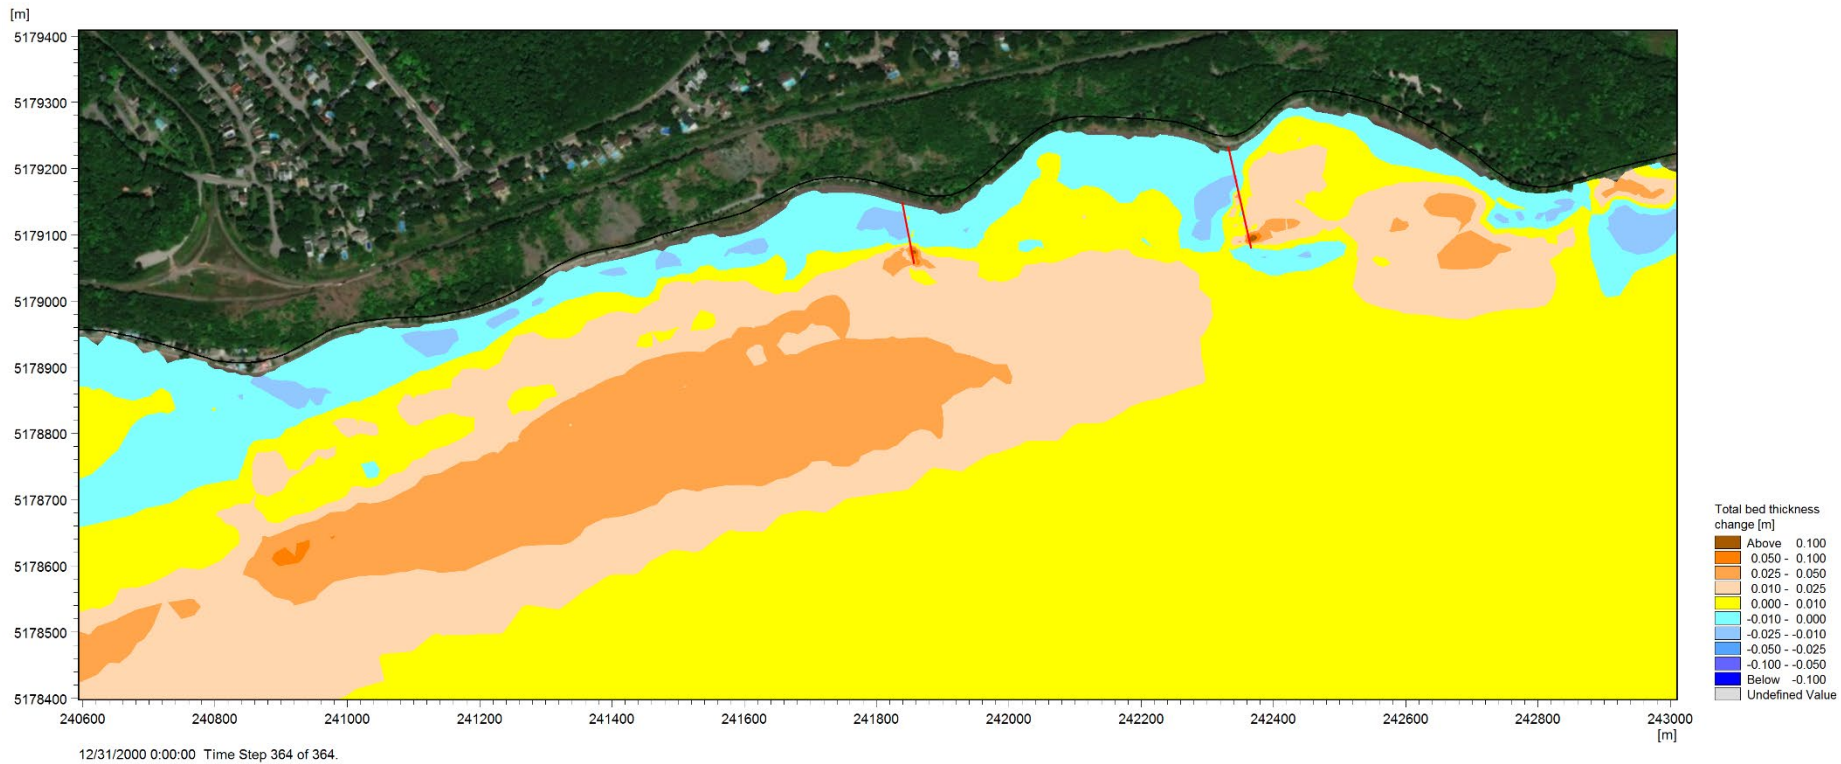 [m]
5179400
5179300
5179200
5179100
5179000
5178900
5178800
5178700
5178600
5178500
5178400
240600 240800 241000 241200 241400 241600 241800 242000 242200 242400 242600 242800 243000
[m]
12/31/2000 0:00:00 Time Step 364 of 364.
Total bed thickness
change [m]
Above 0.100
0.050 - 0.100
0.025 - 0.050
0.010 - 0.025
0.000 - 0.010
-0.010 - 0.000
-0.025 - -0.010
-0.050 - -0.025
-0.100 - -0.050
Below -0.100
Undefined Value